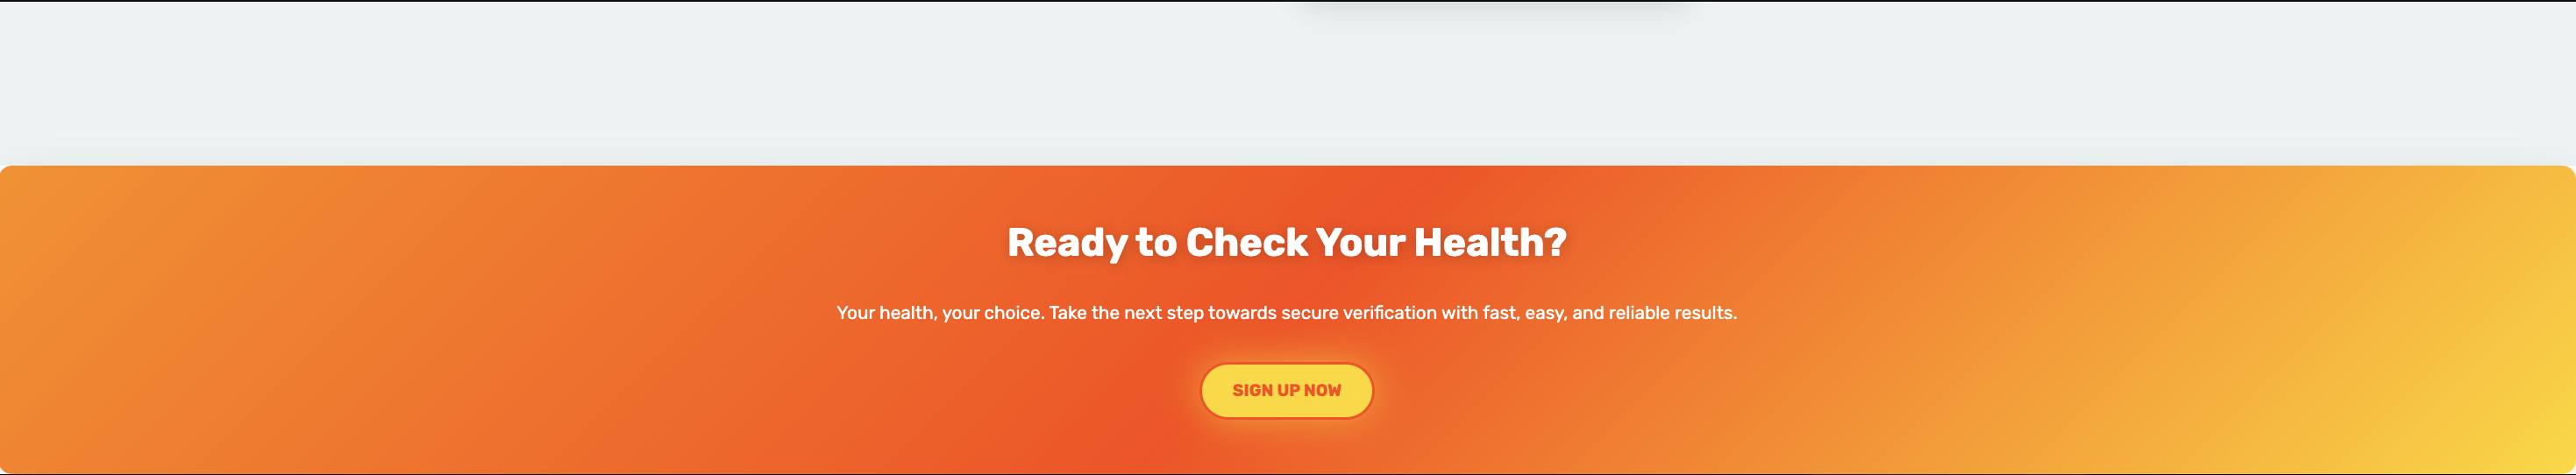 Ready to Check Your Health?
Your health, your choice. Take the next step towards secure verification with fast, easy, and reliable results.
SIGN UP NOW